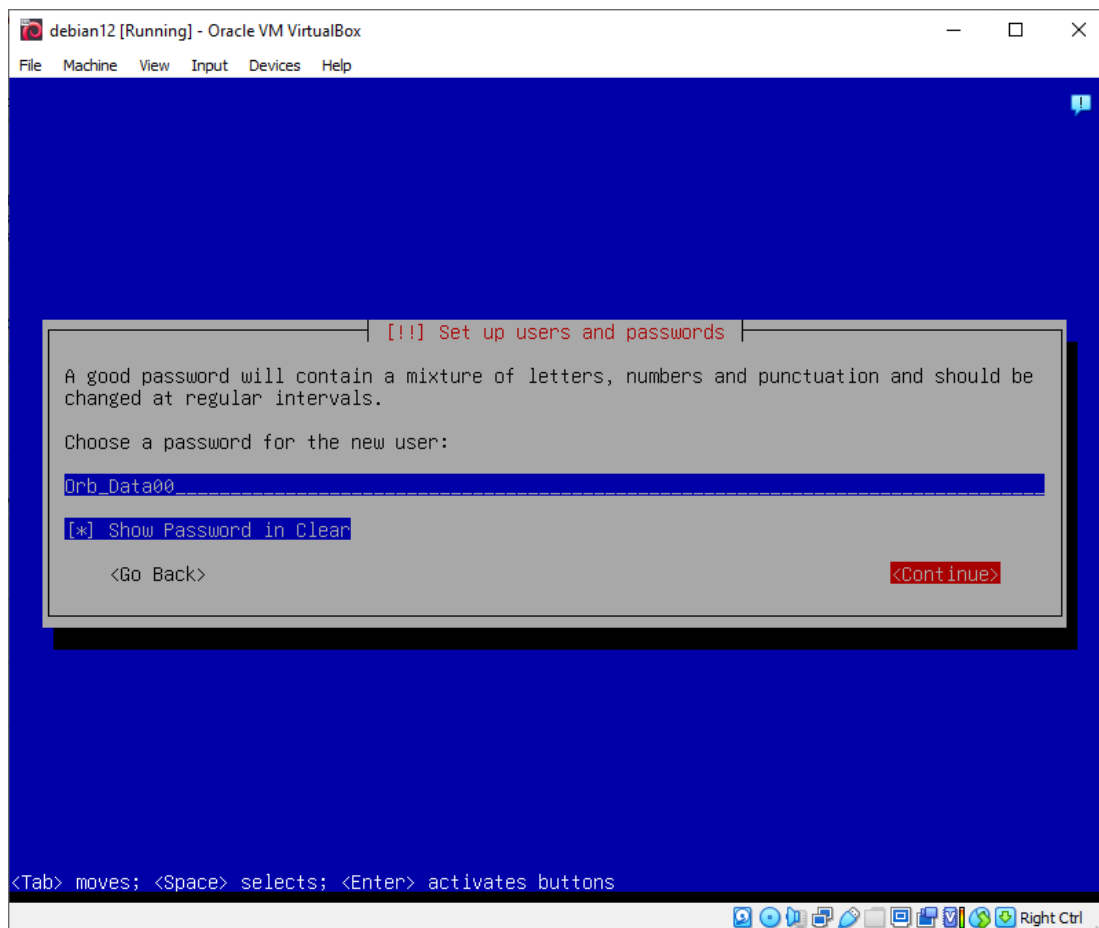 debian12 [Running] - Oracle VM VirtualBox
File Machine View Input Devices Help
[!!] Set up users and passwords
A good password will contain a mixture of letters, numbers and punctuation and should be
changed at regular intervals.
Choose a password for the new user:
Orb_Data00_______________________________________________________________________________
[*] Show Password in Clear
<Go Back> <Continue>
<Tab> moves; <Space> selects; <Enter> activates buttons
Right Ctrl